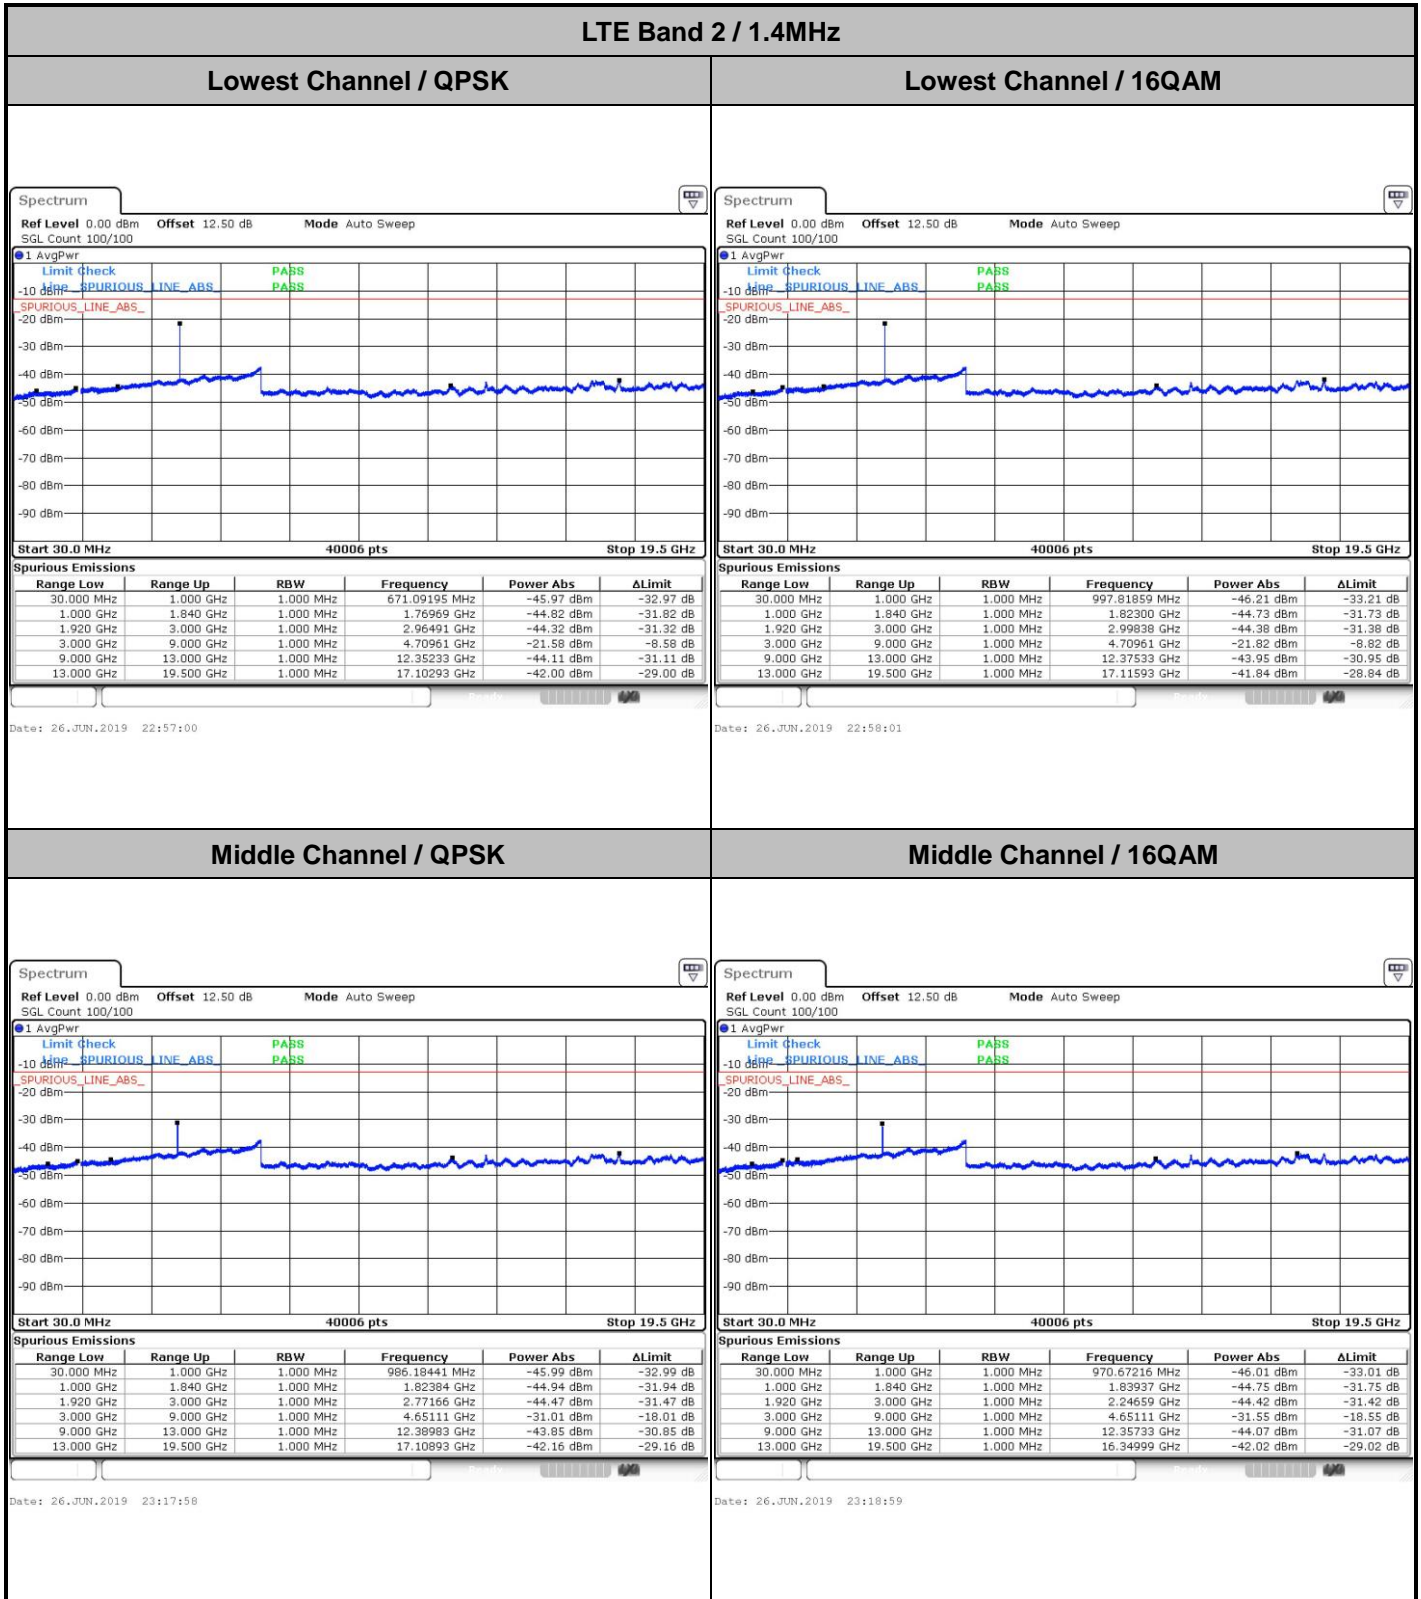 LTE Band 2 / 1.4MHz
Lowest Channel / QPSK
Lowest Channel / 16QAM
Spectrum
Ref Level 0.00 dBm Offset 12.50 dB Mode Auto Sweep
SGL Count 100/100
1 AvgPwr
Limit Check PASS
Line _SPURIOUS_LINE_ABS_ PASS
-10 dBm
_SPURIOUS_LINE_ABS_
-20 dBm
-30 dBm
-40 dBm
-50 dBm
-60 dBm
-70 dBm
-80 dBm
-90 dBm
Start 30.0 MHz 40006 pts Stop 19.5 GHz
Spurious Emissions
Range Low Range Up RBW Frequency Power Abs ΔLimit
30.000 MHz 1.000 GHz 1.000 MHz 671.09195 MHz -45.97 dBm -32.97 dB
1.000 GHz 1.840 GHz 1.000 MHz 1.76969 GHz -44.82 dBm -31.82 dB
1.920 GHz 3.000 GHz 1.000 MHz 2.96491 GHz -44.32 dBm -31.32 dB
3.000 GHz 9.000 GHz 1.000 MHz 4.70961 GHz -21.58 dBm -8.58 dB
9.000 GHz 13.000 GHz 1.000 MHz 12.35233 GHz -44.11 dBm -31.11 dB
13.000 GHz 19.500 GHz 1.000 MHz 17.10293 GHz -42.00 dBm -29.00 dB
Date: 26.JUN.2019 22:57:00
Spectrum
Ref Level 0.00 dBm Offset 12.50 dB Mode Auto Sweep
SGL Count 100/100
1 AvgPwr
Limit Check PASS
Line _SPURIOUS_LINE_ABS_ PASS
-10 dBm
_SPURIOUS_LINE_ABS_
-20 dBm
-30 dBm
-40 dBm
-50 dBm
-60 dBm
-70 dBm
-80 dBm
-90 dBm
Start 30.0 MHz 40006 pts Stop 19.5 GHz
Spurious Emissions
Range Low Range Up RBW Frequency Power Abs ΔLimit
30.000 MHz 1.000 GHz 1.000 MHz 997.81859 MHz -46.21 dBm -33.21 dB
1.000 GHz 1.840 GHz 1.000 MHz 1.82300 GHz -44.73 dBm -31.73 dB
1.920 GHz 3.000 GHz 1.000 MHz 2.99838 GHz -44.38 dBm -31.38 dB
3.000 GHz 9.000 GHz 1.000 MHz 4.70961 GHz -21.82 dBm -8.82 dB
9.000 GHz 13.000 GHz 1.000 MHz 12.37533 GHz -43.95 dBm -30.95 dB
13.000 GHz 19.500 GHz 1.000 MHz 17.11593 GHz -41.84 dBm -28.84 dB
Date: 26.JUN.2019 22:58:01
Middle Channel / QPSK
Middle Channel / 16QAM
Spectrum
Ref Level 0.00 dBm Offset 12.50 dB Mode Auto Sweep
SGL Count 100/100
1 AvgPwr
Limit Check PASS
Line _SPURIOUS_LINE_ABS_ PASS
-10 dBm
_SPURIOUS_LINE_ABS_
-20 dBm
-30 dBm
-40 dBm
-50 dBm
-60 dBm
-70 dBm
-80 dBm
-90 dBm
Start 30.0 MHz 40006 pts Stop 19.5 GHz
Spurious Emissions
Range Low Range Up RBW Frequency Power Abs ΔLimit
30.000 MHz 1.000 GHz 1.000 MHz 986.18441 MHz -45.99 dBm -32.99 dB
1.000 GHz 1.840 GHz 1.000 MHz 1.82384 GHz -44.94 dBm -31.94 dB
1.920 GHz 3.000 GHz 1.000 MHz 2.77166 GHz -44.47 dBm -31.47 dB
3.000 GHz 9.000 GHz 1.000 MHz 4.65111 GHz -31.01 dBm -18.01 dB
9.000 GHz 13.000 GHz 1.000 MHz 12.38983 GHz -43.85 dBm -30.85 dB
13.000 GHz 19.500 GHz 1.000 MHz 17.10893 GHz -42.16 dBm -29.16 dB
Date: 26.JUN.2019 23:17:58
Spectrum
Ref Level 0.00 dBm Offset 12.50 dB Mode Auto Sweep
SGL Count 100/100
1 AvgPwr
Limit Check PASS
Line _SPURIOUS_LINE_ABS_ PASS
-10 dBm
_SPURIOUS_LINE_ABS_
-20 dBm
-30 dBm
-40 dBm
-50 dBm
-60 dBm
-70 dBm
-80 dBm
-90 dBm
Start 30.0 MHz 40006 pts Stop 19.5 GHz
Spurious Emissions
Range Low Range Up RBW Frequency Power Abs ΔLimit
30.000 MHz 1.000 GHz 1.000 MHz 970.67216 MHz -46.01 dBm -33.01 dB
1.000 GHz 1.840 GHz 1.000 MHz 1.83937 GHz -44.75 dBm -31.75 dB
1.920 GHz 3.000 GHz 1.000 MHz 2.24659 GHz -44.42 dBm -31.42 dB
3.000 GHz 9.000 GHz 1.000 MHz 4.65111 GHz -31.55 dBm -18.55 dB
9.000 GHz 13.000 GHz 1.000 MHz 12.35733 GHz -44.07 dBm -31.07 dB
13.000 GHz 19.500 GHz 1.000 MHz 16.34999 GHz -42.02 dBm -29.02 dB
Date: 26.JUN.2019 23:18:59